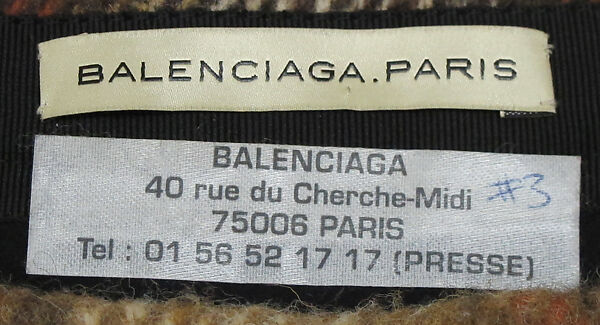 BALENCIAGA.PARIS
BALENCIAGA
40 rue du Cherche-Midi #3
75006 PARIS
Tel : 01 56 52 17 17 (PRESSE)